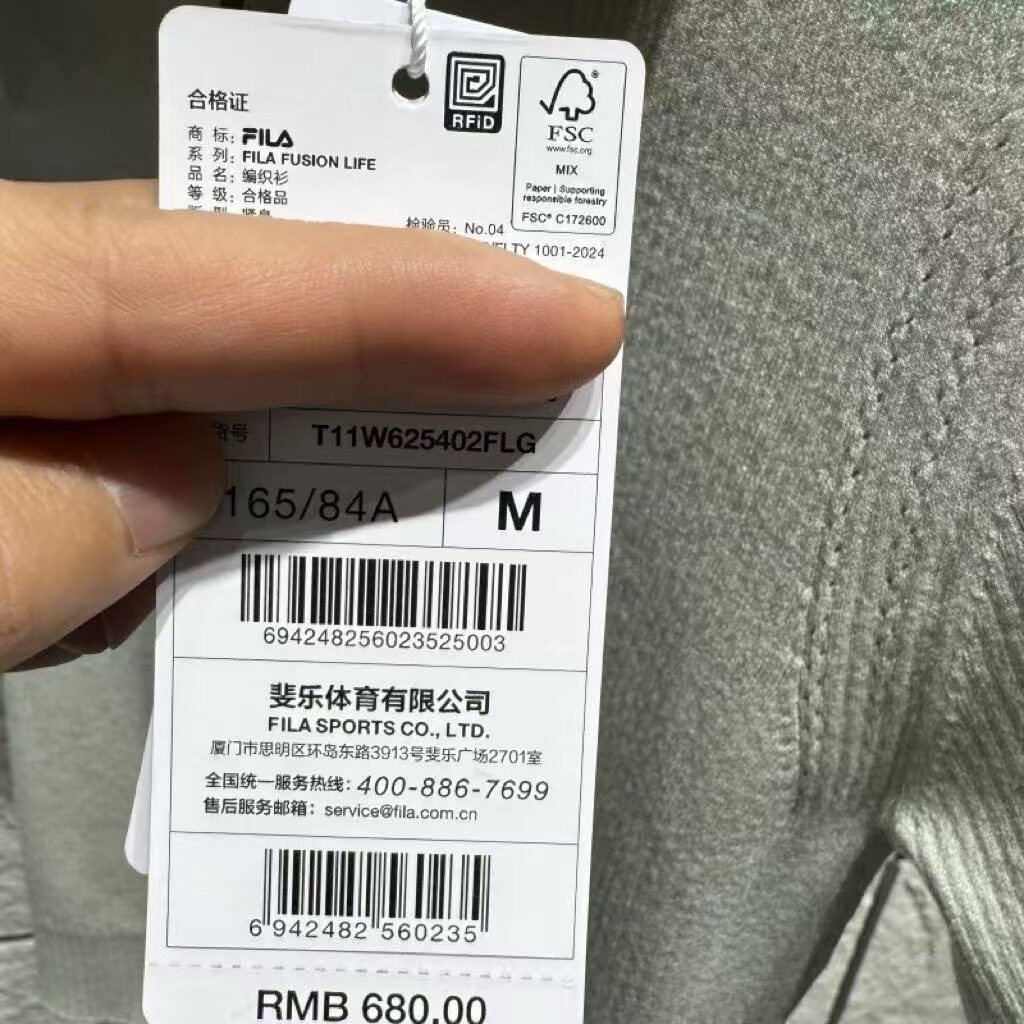 合格证
商 标: FILA
系 列: FILA FUSION LIFE
品 名: 编织衫
等 级: 合格品
检验员: No.04
1001-2024
RFiD
FSC
www.fsc.org
MIX
Paper | Supporting
responsible forestry
FSC® C172600
货号 T11W625402FLG
165/84A M
694248256023525003
斐乐体育有限公司
FILA SPORTS CO., LTD.
厦门市思明区环岛东路3913号斐乐广场2701室
全国统一服务热线: 400-886-7699
售后服务邮箱: service@fila.com.cn
6 942482 560235
RMB 680.00